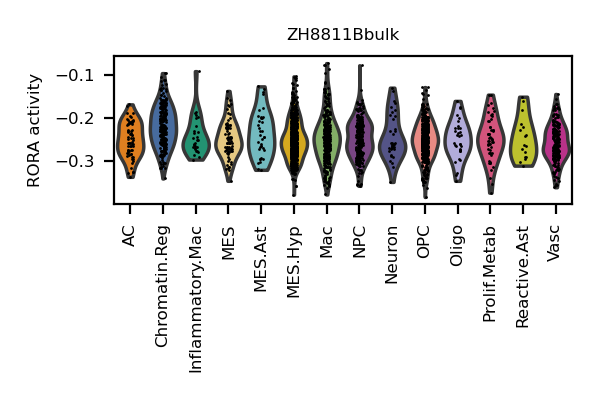 ZH8811Bbulk
RORA activity
−0.1
−0.2
−0.3
AC
Chromatin.Reg
Inflammatory.Mac
MES
MES.Ast
MES.Hyp
Mac
NPC
Neuron
OPC
Oligo
Prolif.Metab
Reactive.Ast
Vasc